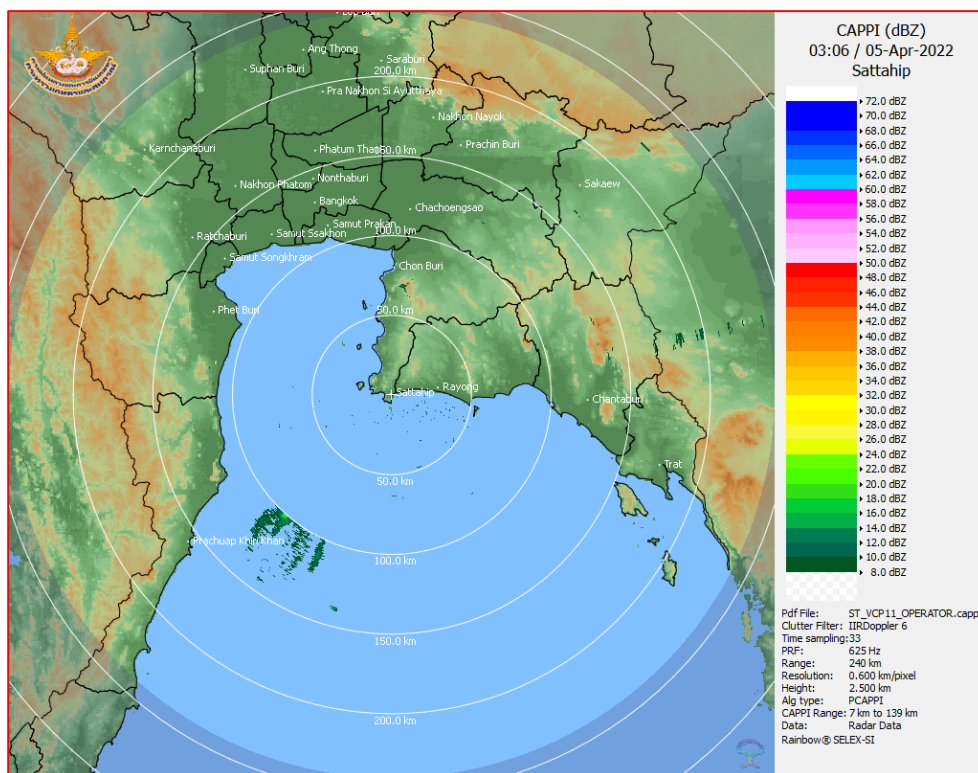 CAPPI (dBZ)
03:06 / 05-Apr-2022
Sattahip
72.0 dBZ
70.0 dBZ
68.0 dBZ
66.0 dBZ
64.0 dBZ
62.0 dBZ
60.0 dBZ
58.0 dBZ
56.0 dBZ
54.0 dBZ
52.0 dBZ
50.0 dBZ
48.0 dBZ
46.0 dBZ
44.0 dBZ
42.0 dBZ
40.0 dBZ
38.0 dBZ
36.0 dBZ
34.0 dBZ
32.0 dBZ
30.0 dBZ
28.0 dBZ
26.0 dBZ
24.0 dBZ
22.0 dBZ
20.0 dBZ
18.0 dBZ
16.0 dBZ
14.0 dBZ
12.0 dBZ
10.0 dBZ
8.0 dBZ
Pdf File: ST_VCP11_OPERATOR.capp
Clutter Filter: IIRDoppler 6
Time sampling:33
PRF: 625 Hz
Range: 240 km
Resolution: 0.600 km/pixel
Height: 2.500 km
Alg type: PCAPPI
CAPPI Range: 7 km to 139 km
Data: Radar Data
Rainbow® SELEX-SI
Ang Thong
Saraburi
Suphan Buri
200.0 km
Pra Nakhon Si Ayutthaya
Nakhon Nayok
Karnchanaburi
Phatum Thani
150.0 km
Prachin Buri
Nonthaburi
Nakhon Phatom
Sakaew
Bangkok
Chachoengsao
Samut Prakan
Ratchaburi
Samut Ssakhon
100.0 km
Samut Songkhram
Chon Buri
Phet Buri
50.0 km
Rayong
Sattahip
Chantaburi
Trat
50.0 km
Prachuap Khiri Khan
100.0 km
150.0 km
200.0 km